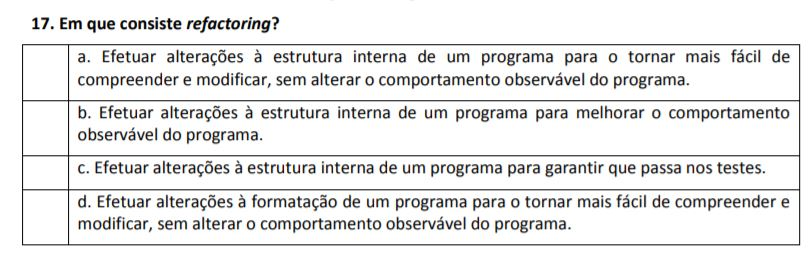 17. Em que consiste refactoring?
a. Efetuar alterações à estrutura interna de um programa para o tornar mais fácil de
compreender e modificar, sem alterar o comportamento observável do programa.
b. Efetuar alterações à estrutura interna de um programa para melhorar o comportamento
observável do programa.
c. Efetuar alterações à estrutura interna de um programa para garantir que passa nos testes.
d. Efetuar alterações à formatação de um programa para o tornar mais fácil de compreender e
modificar, sem alterar o comportamento observável do programa.